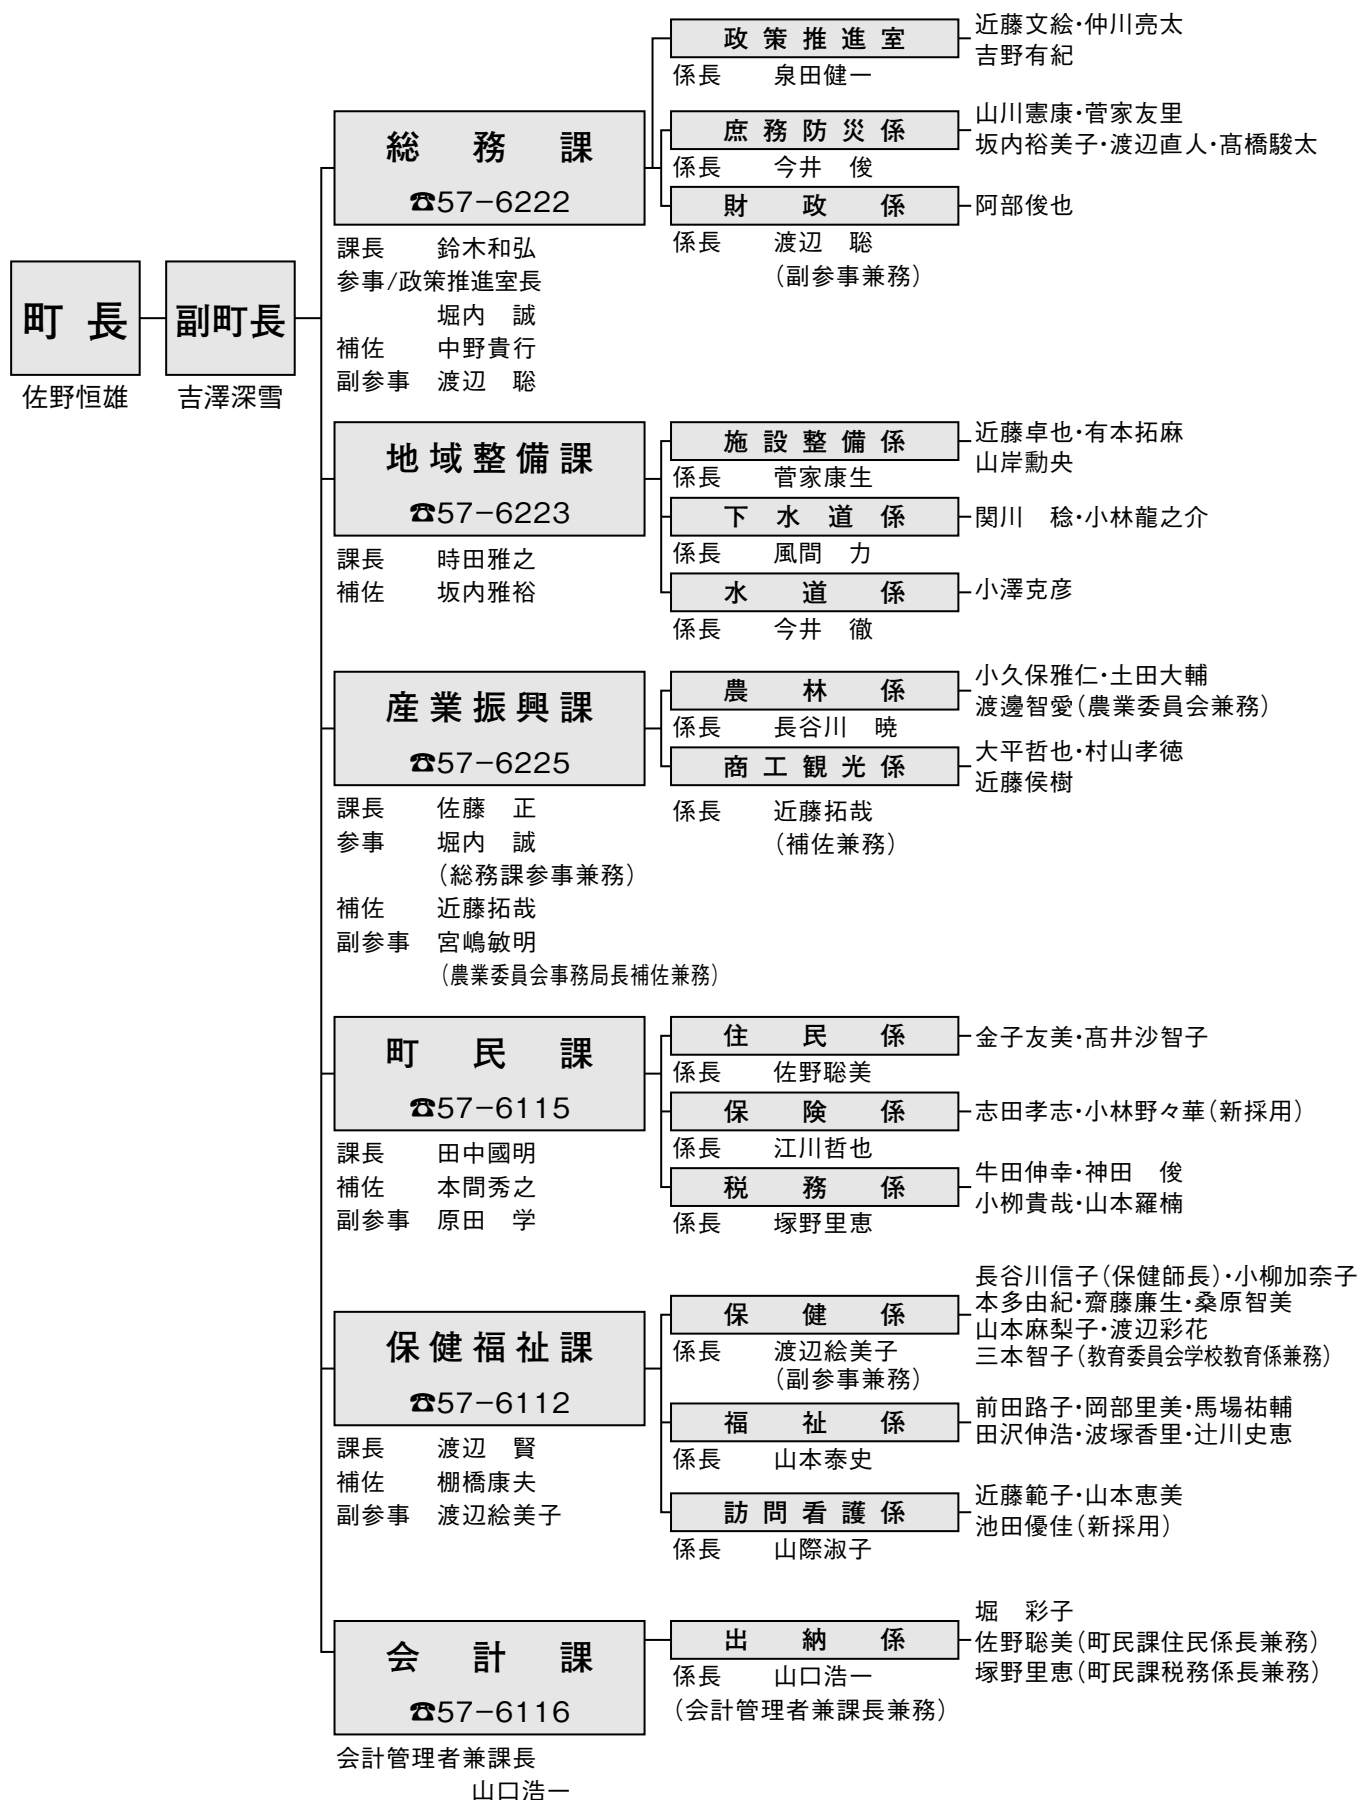 町長
佐野恒雄
副町長
吉澤深雪
総務課
☎57−6222
課長　鈴木和弘
参事/政策推進室長
堀内　誠
補佐　中野貴行
副参事　渡辺　聡
政策推進室
係長　泉田健一
近藤文絵・仲川亮太
吉野有紀
庶務防災係
係長　今井　俊
山川憲康・菅家友里
坂内裕美子・渡辺直人・髙橋駿太
財政係
係長　渡辺　聡
（副参事兼務）
阿部俊也
地域整備課
☎57−6223
課長　時田雅之
補佐　坂内雅裕
施設整備係
係長　菅家康生
近藤卓也・有本拓麻
山岸勳央
下水道係
係長　風間　力
関川　稔・小林龍之介
水道係
係長　今井　徹
小澤克彦
産業振興課
☎57−6225
課長　佐藤　正
参事　堀内　誠
（総務課参事兼務）
補佐　近藤拓哉
副参事　宮嶋敏明
（農業委員会事務局長補佐兼務）
農林係
係長　長谷川　暁
小久保雅仁・土田大輔
渡邊智愛（農業委員会兼務）
商工観光係
係長　近藤拓哉
（補佐兼務）
大平哲也・村山孝徳
近藤侯樹
町民課
☎57−6115
課長　田中國明
補佐　本間秀之
副参事　原田　学
住民係
係長　佐野聡美
金子友美・髙井沙智子
保険係
係長　江川哲也
志田孝志・小林野々華（新採用）
税務係
係長　塚野里恵
牛田伸幸・神田　俊
小栁貴哉・山本羅楠
保健福祉課
☎57−6112
課長　渡辺　賢
補佐　棚橋康夫
副参事　渡辺絵美子
保健係
係長　渡辺絵美子
（副参事兼務）
長谷川信子（保健師長）・小柳加奈子
本多由紀・齋藤廉生・桑原智美
山本麻梨子・渡辺彩花
三本智子（教育委員会学校教育係兼務）
福祉係
係長　山本泰史
前田路子・岡部里美・馬場祐輔
田沢伸浩・波塚香里・辻川史恵
訪問看護係
係長　山際淑子
近藤範子・山本恵美
池田優佳（新採用）
会計課
☎57−6116
会計管理者兼課長
山口浩一
出納係
係長　山口浩一
（会計管理者兼課長兼務）
堀　彩子
佐野聡美（町民課住民係長兼務）
塚野里恵（町民課税務係長兼務）